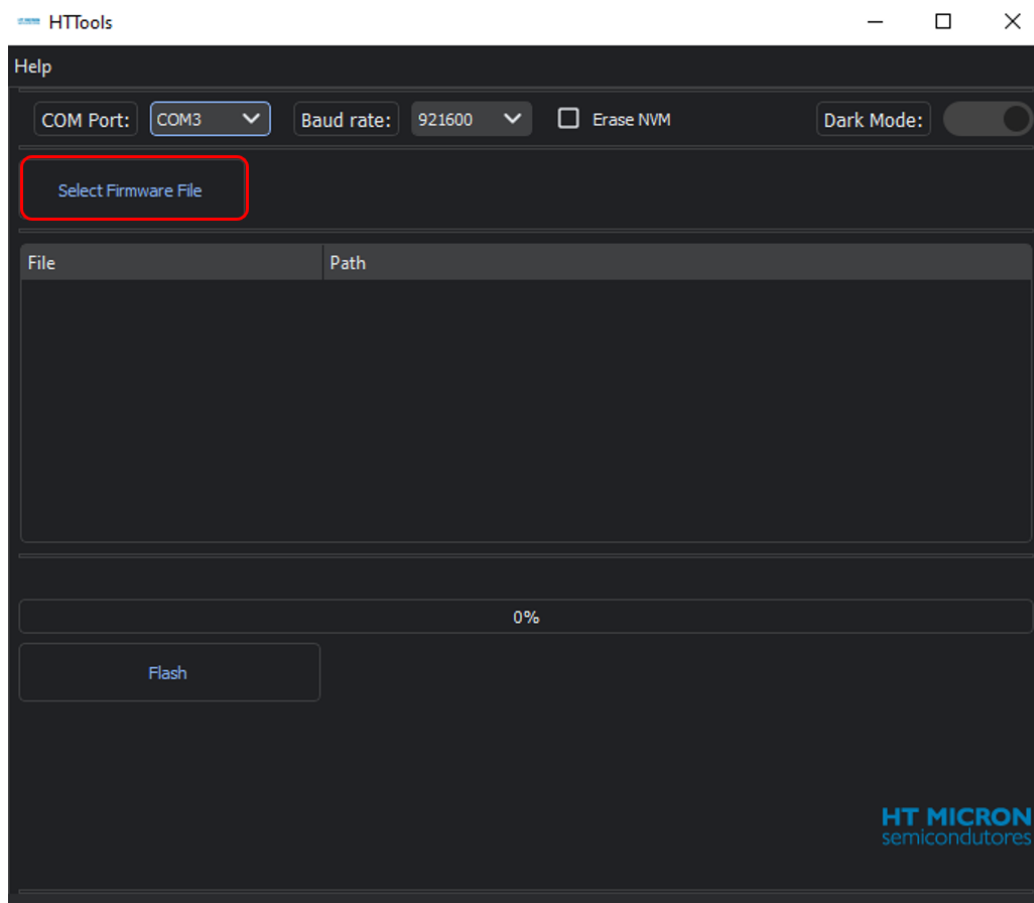 HTTools
Help
COM Port: COM3 Baud rate: 921600 Erase NVM Dark Mode:
Select Firmware File
File Path
0%
Flash
HT MICRON
semicondutores